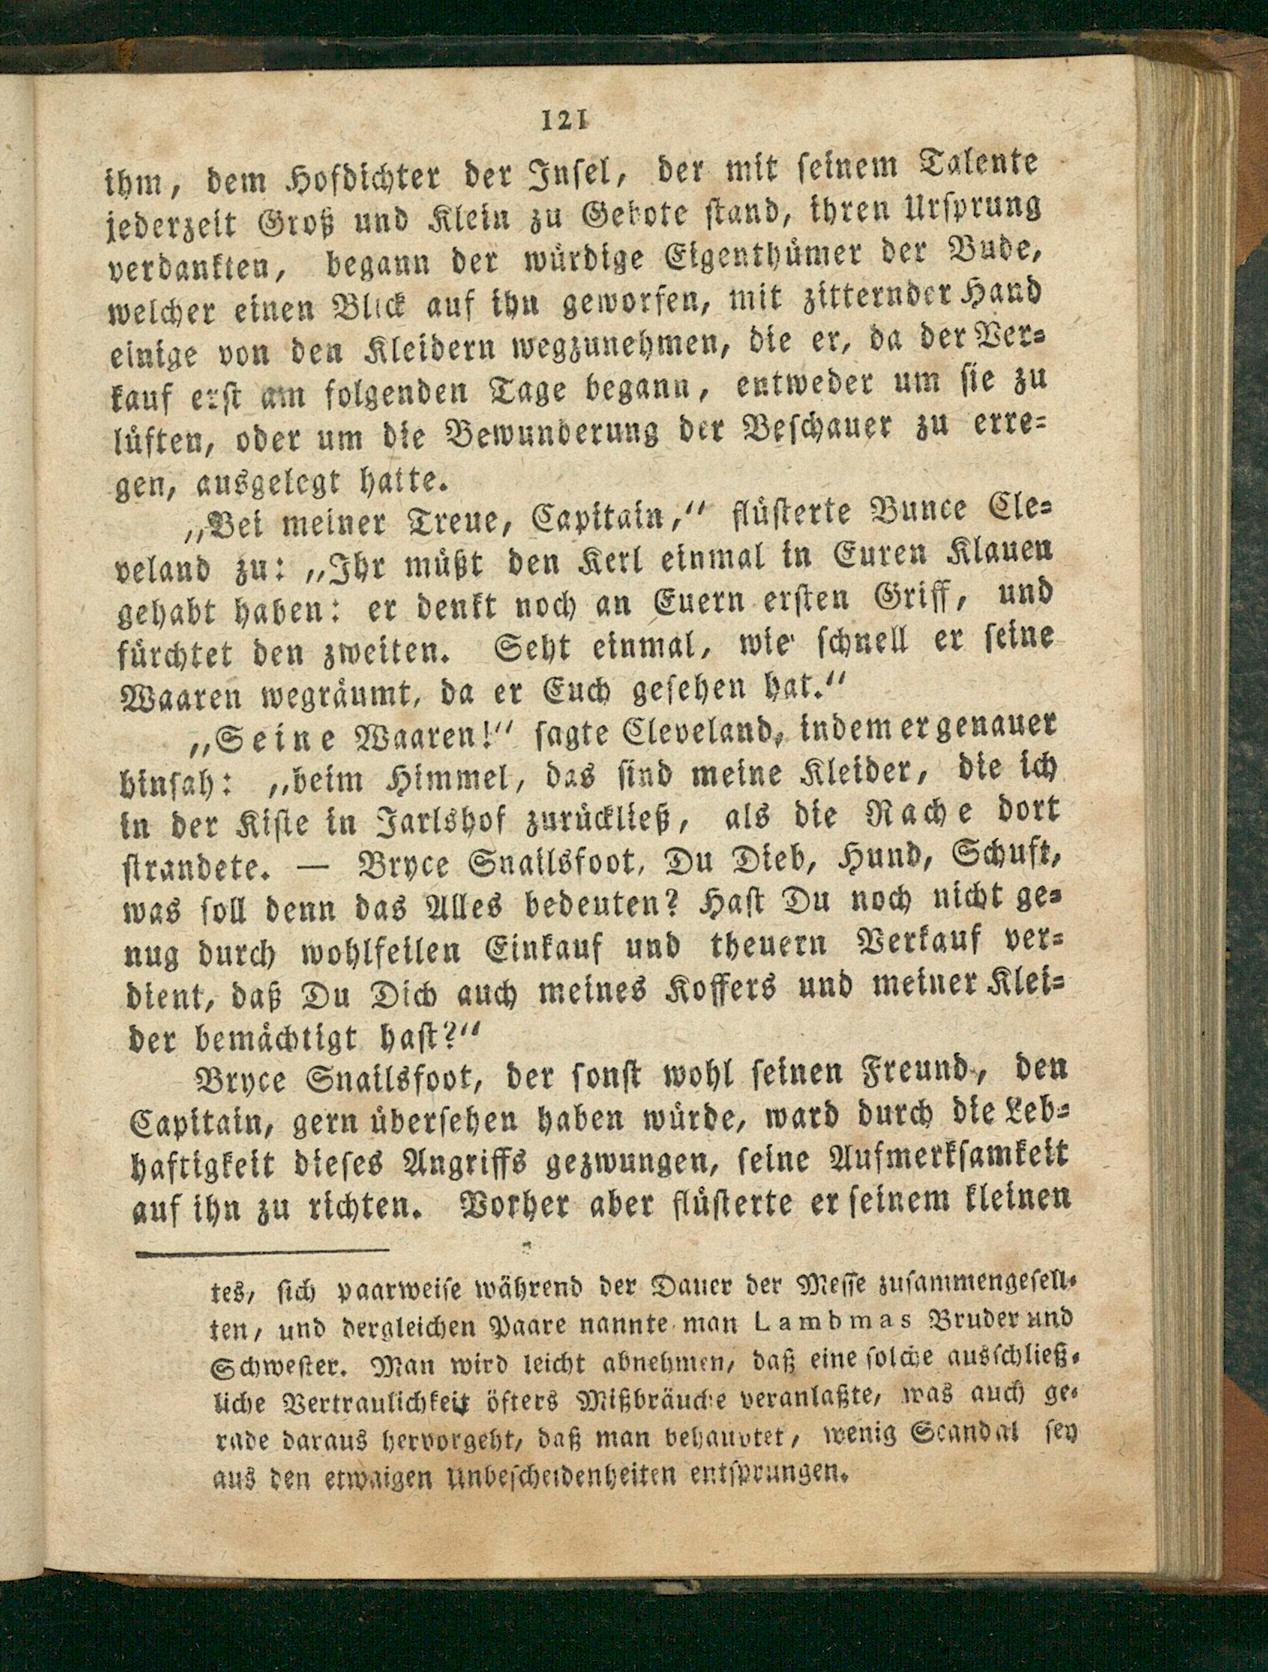 121
ihm, dem Hofdichter der Insel, der mit seinem Talente
jederzeit Groß und Klein zu Gebote stand, ihren Ursprung
verdankten, begann der würdige Eigenthümer der Bude,
welcher einen Blick auf ihn geworfen, mit zitternder Hand
einige von den Kleidern wegzunehmen, die er, da der Ver-
kauf erst am folgenden Tage begann, entweder um sie zu
lüften, oder um die Bewunderung der Beschauer zu erre-
gen, ausgelegt hatte.
„Bei meiner Treue, Capitain,“ flüsterte Bunce Cle-
veland zu: „Ihr müßt den Kerl einmal in Euren Klauen
gehabt haben: er denkt noch an Euern ersten Griff, und
fürchtet den zweiten. Seht einmal, wie schnell er seine
Waaren wegräumt, da er Euch gesehen hat.“
„Seine Waaren!“ sagte Cleveland, indem er genauer
hinsah: „beim Himmel, das sind meine Kleider, die ich
in der Kiste in Jarlshof zurückließ, als die Rache dort
strandete. — Bryce Snailsfoot, Du Dieb, Hund, Schuft,
was soll denn das Alles bedeuten? Hast Du noch nicht ge-
nug durch wohlfeilen Einkauf und theuern Verkauf ver-
dient, daß Du Dich auch meines Koffers und meiner Klei-
der bemächtigt hast?“
Bryce Snailsfoot, der sonst wohl seinen Freund, den
Capitain, gern übersehen haben würde, ward durch die Leb-
haftigkeit dieses Angriffs gezwungen, seine Aufmerksamkeit
auf ihn zu richten. Vorher aber flüsterte er seinem kleinen
tes, sich paarweise während der Dauer der Messe zusammengesell-
ten, und dergleichen Paare nannte man Lambmas Bruder und
Schwester. Man wird leicht abnehmen, daß eine solche ausschließ-
liche Vertraulichkeit öfters Mißbräuche veranlaßte, was auch ge-
rade daraus hervorgeht, daß man behauptet, wenig Scandal sey
aus den etwaigen Unbescheidenheiten entsprungen.